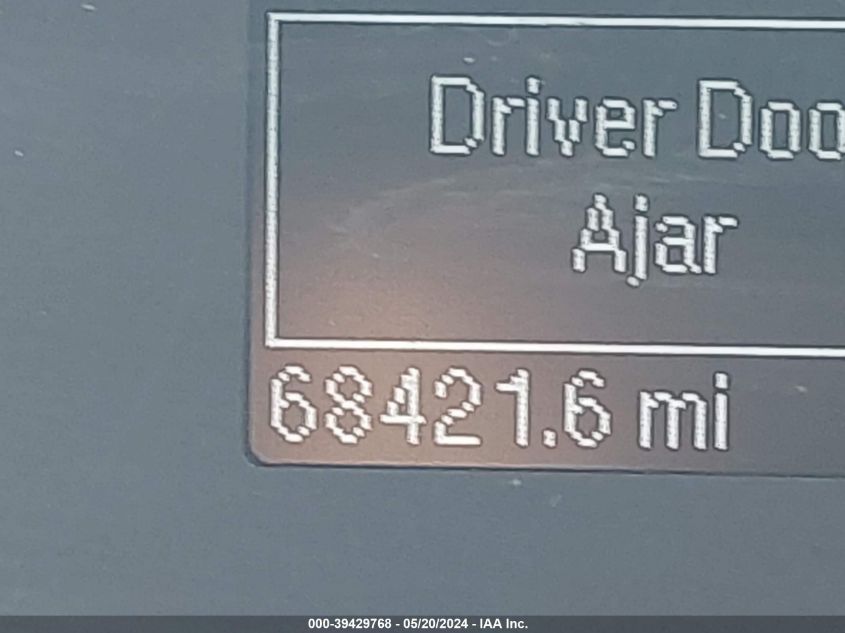 Driver Doo
Ajar
68421.6 mi
000-39429768 - 05/20/2024 - IAA Inc.